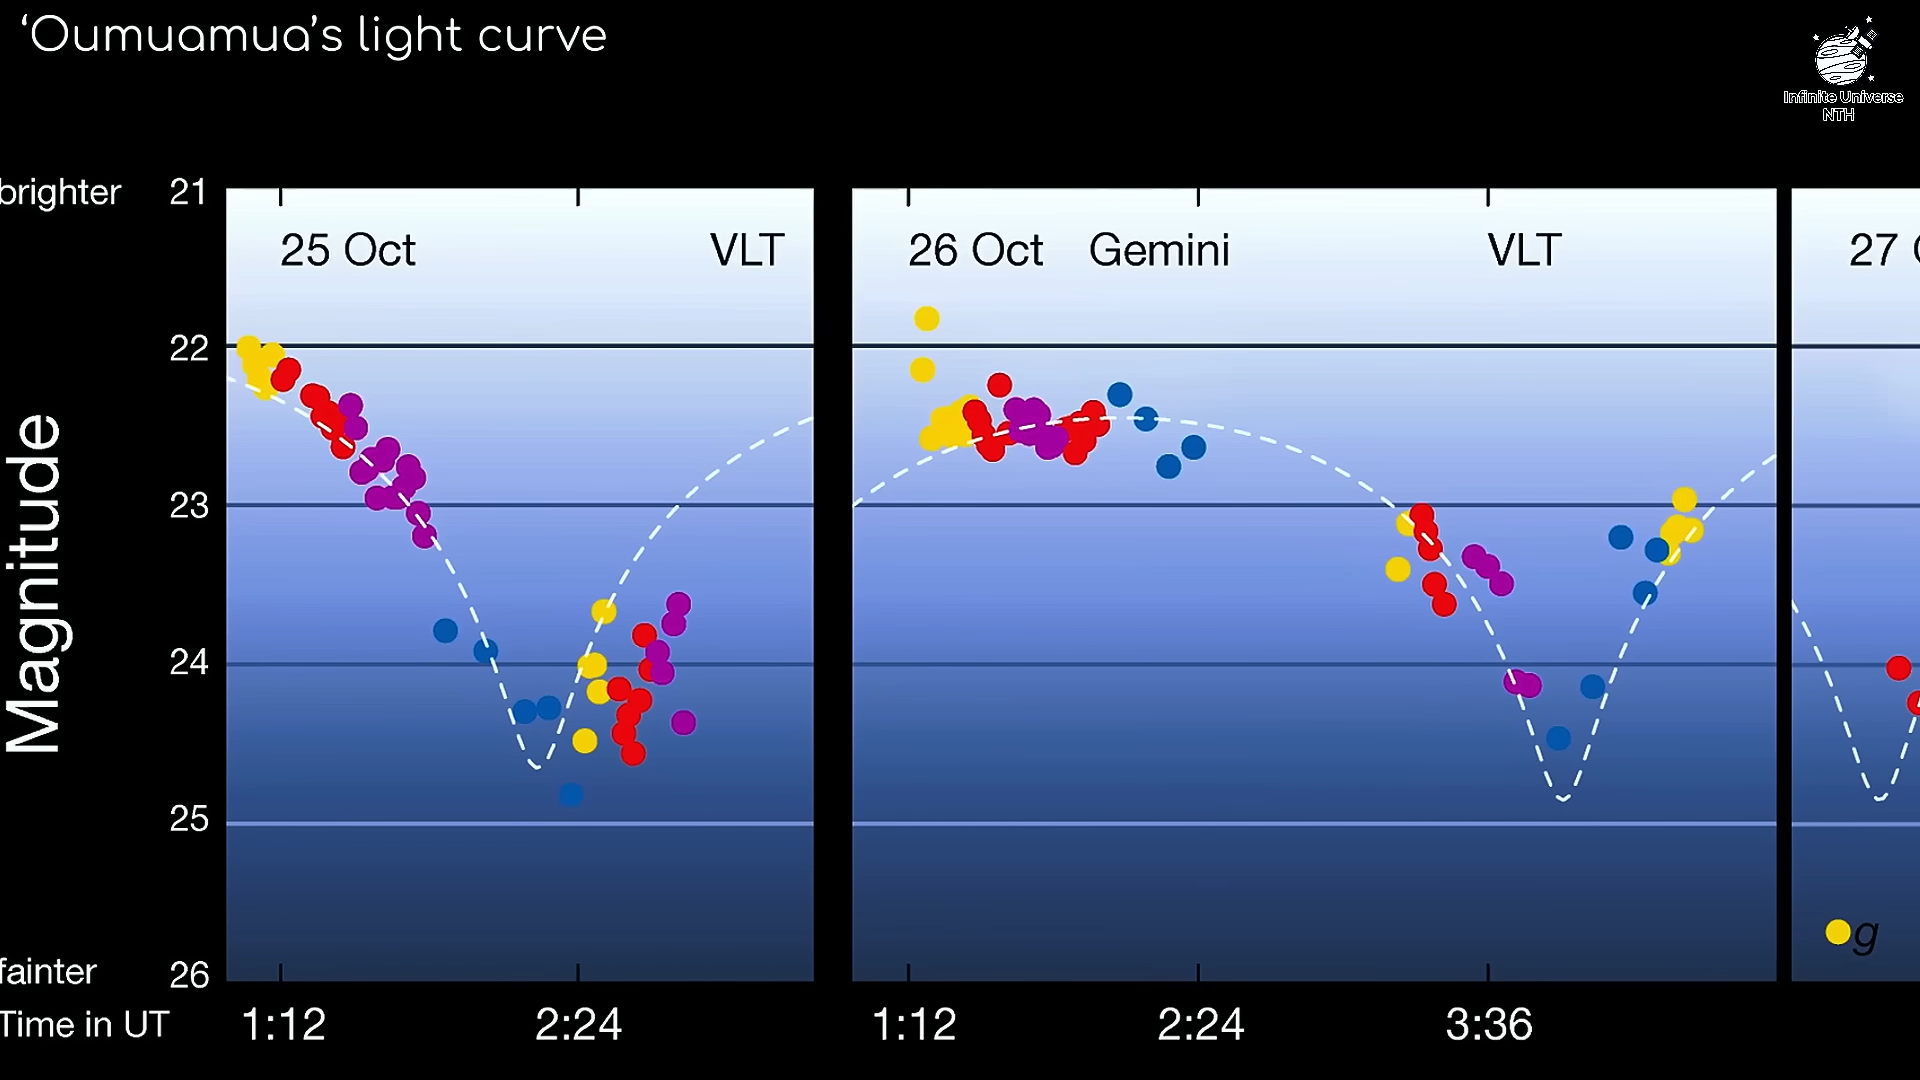 ‘Oumuamua’s light curve
Infinite Universe
NTH
brighter 21
25 Oct VLT
26 Oct Gemini VLT
27
22
23
Magnitude
24
25
g
fainter 26
Time in UT 1:12 2:24 1:12 2:24 3:36